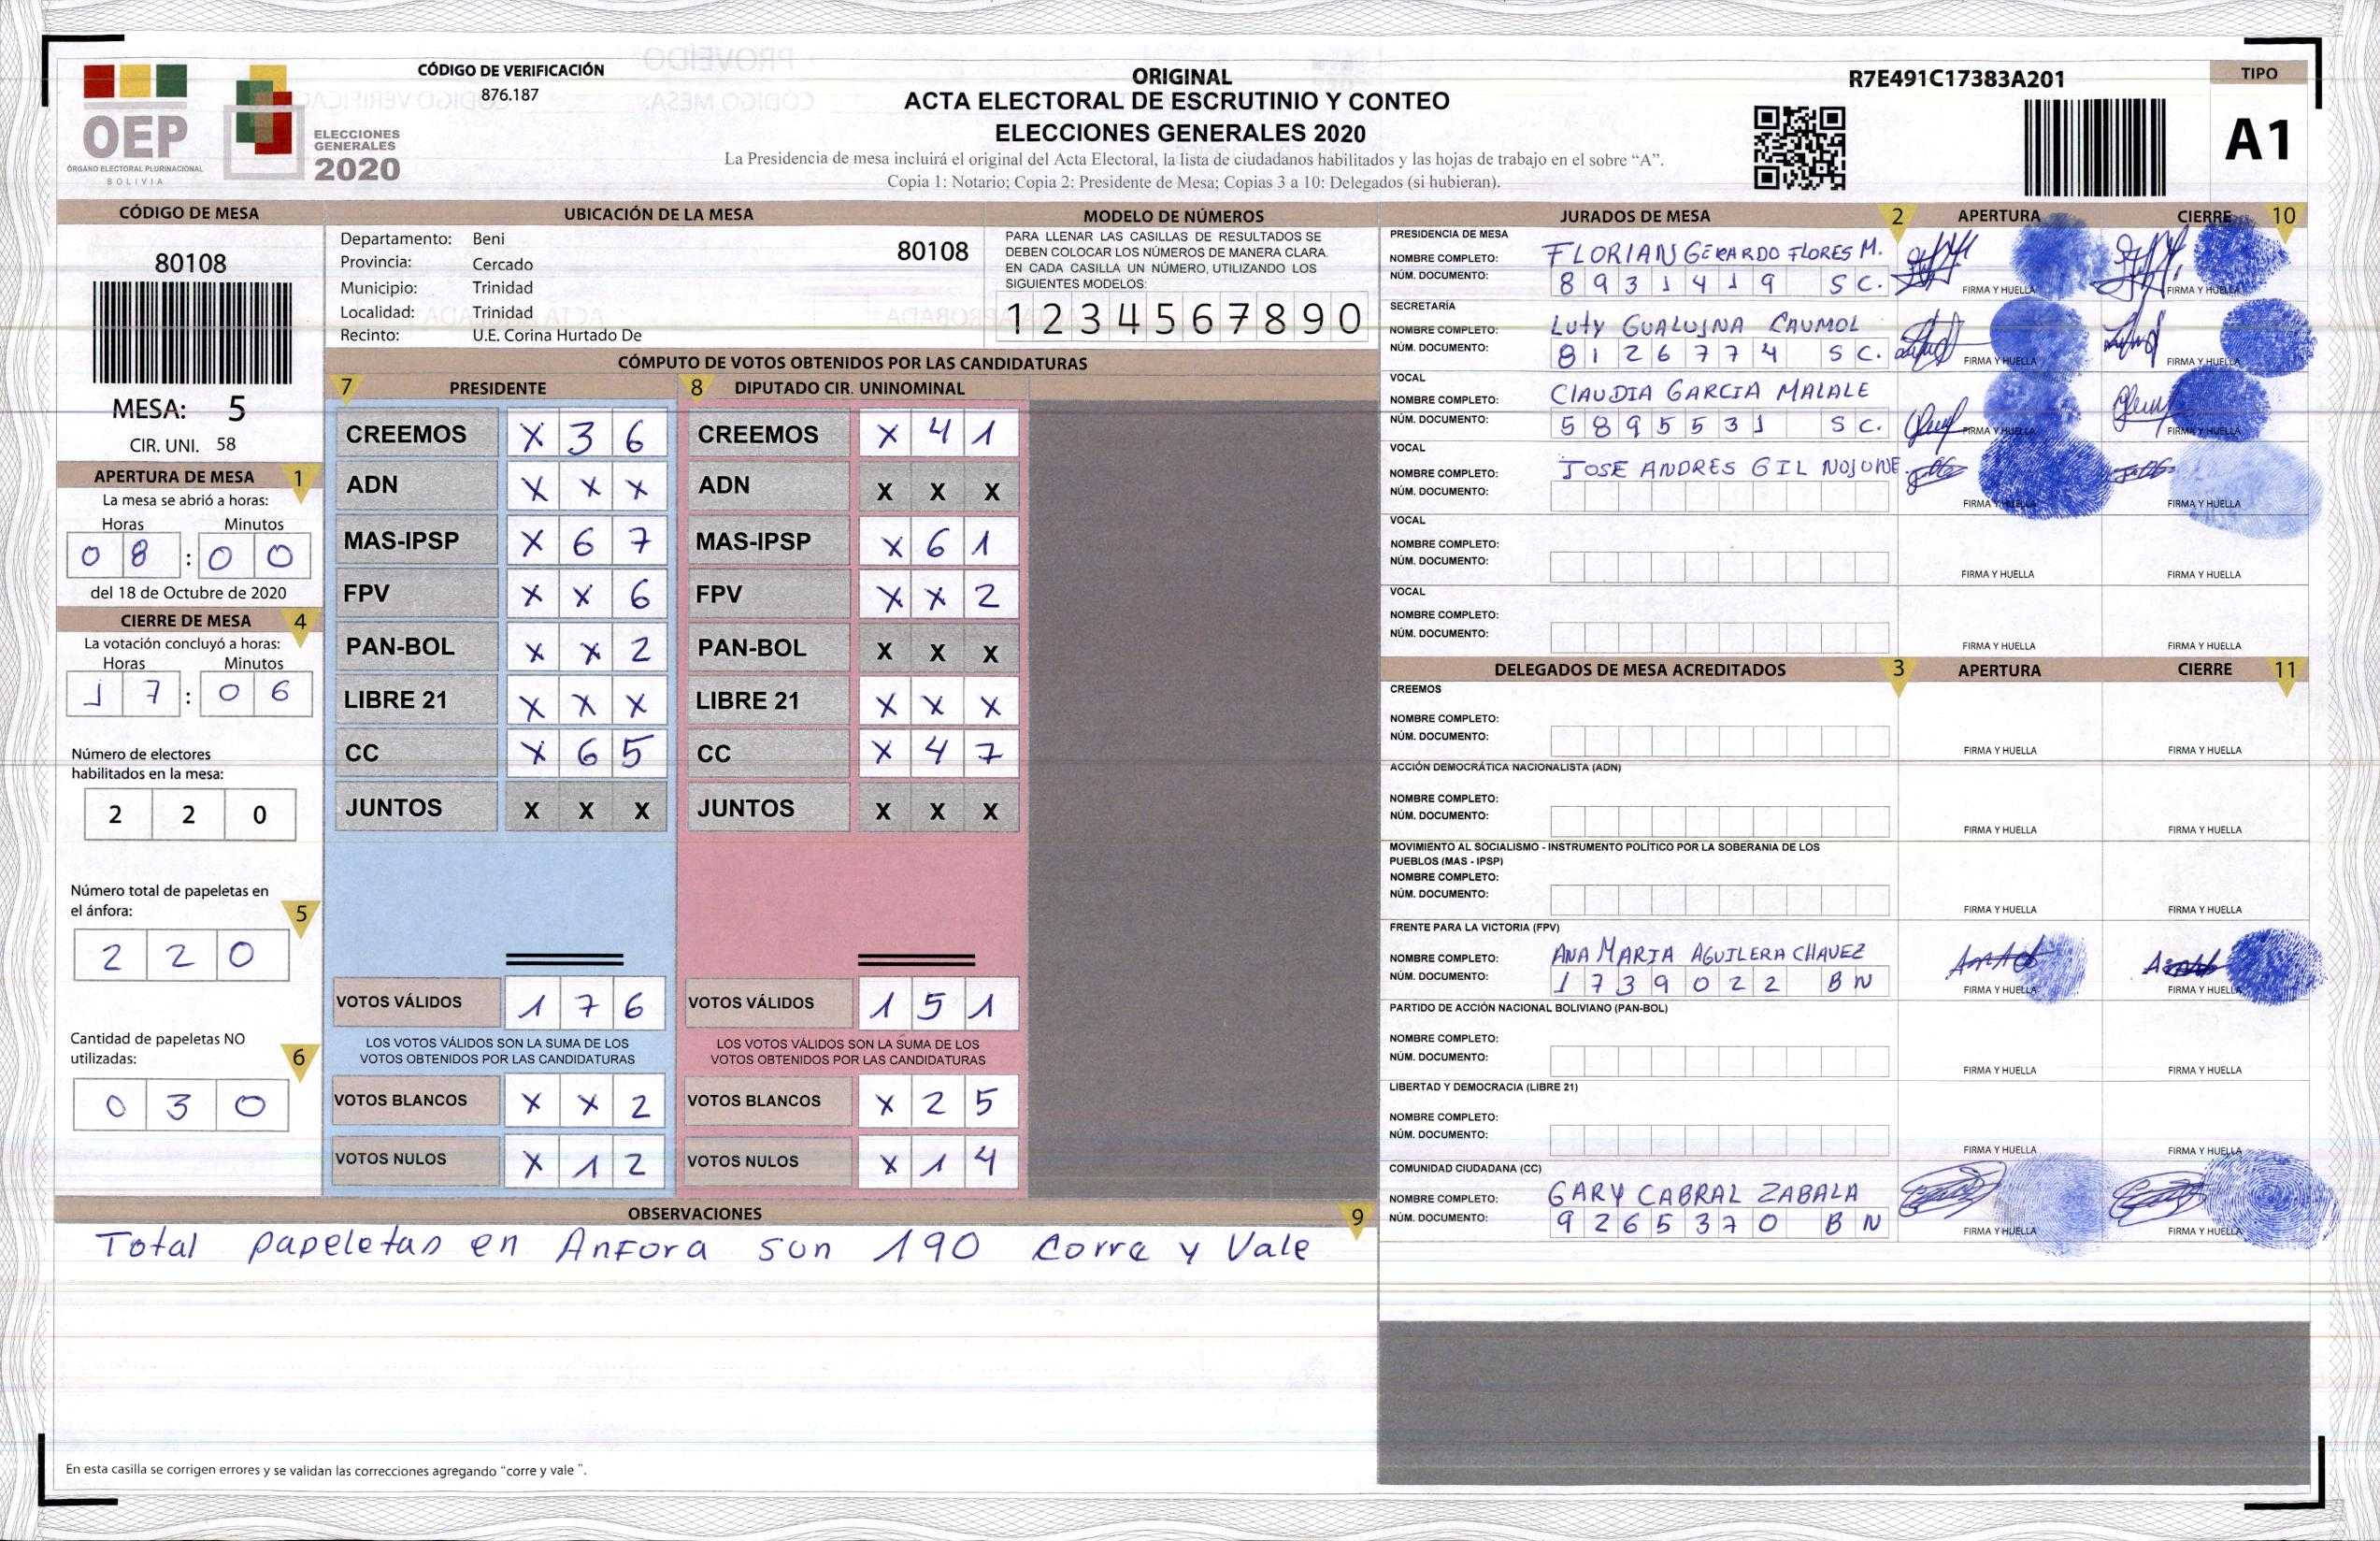 OEP
ÓRGANO ELECTORAL PLURINACIONAL
BOLIVIA
ELECCIONES
GENERALES
2020
CÓDIGO DE VERIFICACIÓN
876.187
ORIGINAL
ACTA ELECTORAL DE ESCRUTINIO Y CONTEO
ELECCIONES GENERALES 2020
La Presidencia de mesa incluirá el original del Acta Electoral, la lista de ciudadanos habilitados y las hojas de trabajo en el sobre “A”.
Copia 1: Notario; Copia 2: Presidente de Mesa; Copias 3 a 10: Delegados (si hubieran).
R7E491C17383A201
TIPO
A1
CÓDIGO DE MESA
80108
MESA: 5
CIR. UNI. 58
APERTURA DE MESA 1
La mesa se abrió a horas:
Horas Minutos
0 8 : 0 0
del 18 de Octubre de 2020
CIERRE DE MESA 4
La votación concluyó a horas:
Horas Minutos
1 7 : 0 6
Número de electores
habilitados en la mesa:
2 2 0
Número total de papeletas en
el ánfora: 5
2 2 0
Cantidad de papeletas NO
utilizadas: 6
0 3 0
UBICACIÓN DE LA MESA
Departamento: Beni
80108
Provincia: Cercado
Municipio: Trinidad
Localidad: Trinidad
Recinto: U.E. Corina Hurtado De
MODELO DE NÚMEROS
PARA LLENAR LAS CASILLAS DE RESULTADOS SE
DEBEN COLOCAR LOS NÚMEROS DE MANERA CLARA.
EN CADA CASILLA UN NÚMERO, UTILIZANDO LOS
SIGUIENTES MODELOS:
1 2 3 4 5 6 7 8 9 0
CÓMPUTO DE VOTOS OBTENIDOS POR LAS CANDIDATURAS
7 PRESIDENTE 8 DIPUTADO CIR. UNINOMINAL
CREEMOS X 3 6 CREEMOS X 4 1
ADN X X X ADN X X X
MAS-IPSP X 6 7 MAS-IPSP X 6 1
FPV X X 6 FPV X X 2
PAN-BOL X X 2 PAN-BOL X X X
LIBRE 21 X X X LIBRE 21 X X X
CC X 6 5 CC X 4 7
JUNTOS X X X JUNTOS X X X
VOTOS VÁLIDOS 1 7 6 VOTOS VÁLIDOS 1 5 1
LOS VOTOS VÁLIDOS SON LA SUMA DE LOS LOS VOTOS VÁLIDOS SON LA SUMA DE LOS
VOTOS OBTENIDOS POR LAS CANDIDATURAS VOTOS OBTENIDOS POR LAS CANDIDATURAS
VOTOS BLANCOS X X 2 VOTOS BLANCOS X 2 5
VOTOS NULOS X 1 2 VOTOS NULOS X 1 4
OBSERVACIONES 9
Total papeletas en Anfora son 190 Corre y Vale
En esta casilla se corrigen errores y se validan las correcciones agregando “corre y vale ”.
JURADOS DE MESA 2 APERTURA CIERRE 10
PRESIDENCIA DE MESA
NOMBRE COMPLETO: FLORIAN GERARDO FLORES M.
NÚM. DOCUMENTO: 8 9 3 1 4 1 9 S C.
FIRMA Y HUELLA FIRMA Y HUELLA
SECRETARÍA
NOMBRE COMPLETO: Luty GUALUJNA CAUMOL
NÚM. DOCUMENTO: 8 1 2 6 7 7 4 S C.
FIRMA Y HUELLA FIRMA Y HUELLA
VOCAL
NOMBRE COMPLETO: ClAUDIA GARCIA MALALE
NÚM. DOCUMENTO: 5 8 9 5 5 3 1 S C.
FIRMA Y HUELLA FIRMA Y HUELLA
VOCAL
NOMBRE COMPLETO: JOSE ANDRES GIL NOJUNE.
NÚM. DOCUMENTO:
FIRMA Y HUELLA FIRMA Y HUELLA
VOCAL
NOMBRE COMPLETO:
NÚM. DOCUMENTO:
FIRMA Y HUELLA FIRMA Y HUELLA
VOCAL
NOMBRE COMPLETO:
NÚM. DOCUMENTO:
FIRMA Y HUELLA FIRMA Y HUELLA
DELEGADOS DE MESA ACREDITADOS 3 APERTURA CIERRE 11
CREEMOS
NOMBRE COMPLETO:
NÚM. DOCUMENTO:
FIRMA Y HUELLA FIRMA Y HUELLA
ACCIÓN DEMOCRÁTICA NACIONALISTA (ADN)
NOMBRE COMPLETO:
NÚM. DOCUMENTO:
FIRMA Y HUELLA FIRMA Y HUELLA
MOVIMIENTO AL SOCIALISMO - INSTRUMENTO POLÍTICO POR LA SOBERANIA DE LOS
PUEBLOS (MAS - IPSP)
NOMBRE COMPLETO:
NÚM. DOCUMENTO:
FIRMA Y HUELLA FIRMA Y HUELLA
FRENTE PARA LA VICTORIA (FPV)
NOMBRE COMPLETO: ANA MARIA AGUILERA CHAVEZ
NÚM. DOCUMENTO: 1 7 3 9 0 2 2 B N
FIRMA Y HUELLA FIRMA Y HUELLA
PARTIDO DE ACCIÓN NACIONAL BOLIVIANO (PAN-BOL)
NOMBRE COMPLETO:
NÚM. DOCUMENTO:
FIRMA Y HUELLA FIRMA Y HUELLA
LIBERTAD Y DEMOCRACIA (LIBRE 21)
NOMBRE COMPLETO:
NÚM. DOCUMENTO:
FIRMA Y HUELLA FIRMA Y HUELLA
COMUNIDAD CIUDADANA (CC)
NOMBRE COMPLETO: GARY CABRAL ZABALA
NÚM. DOCUMENTO: 9 2 6 5 3 7 0 B N
FIRMA Y HUELLA FIRMA Y HUELLA